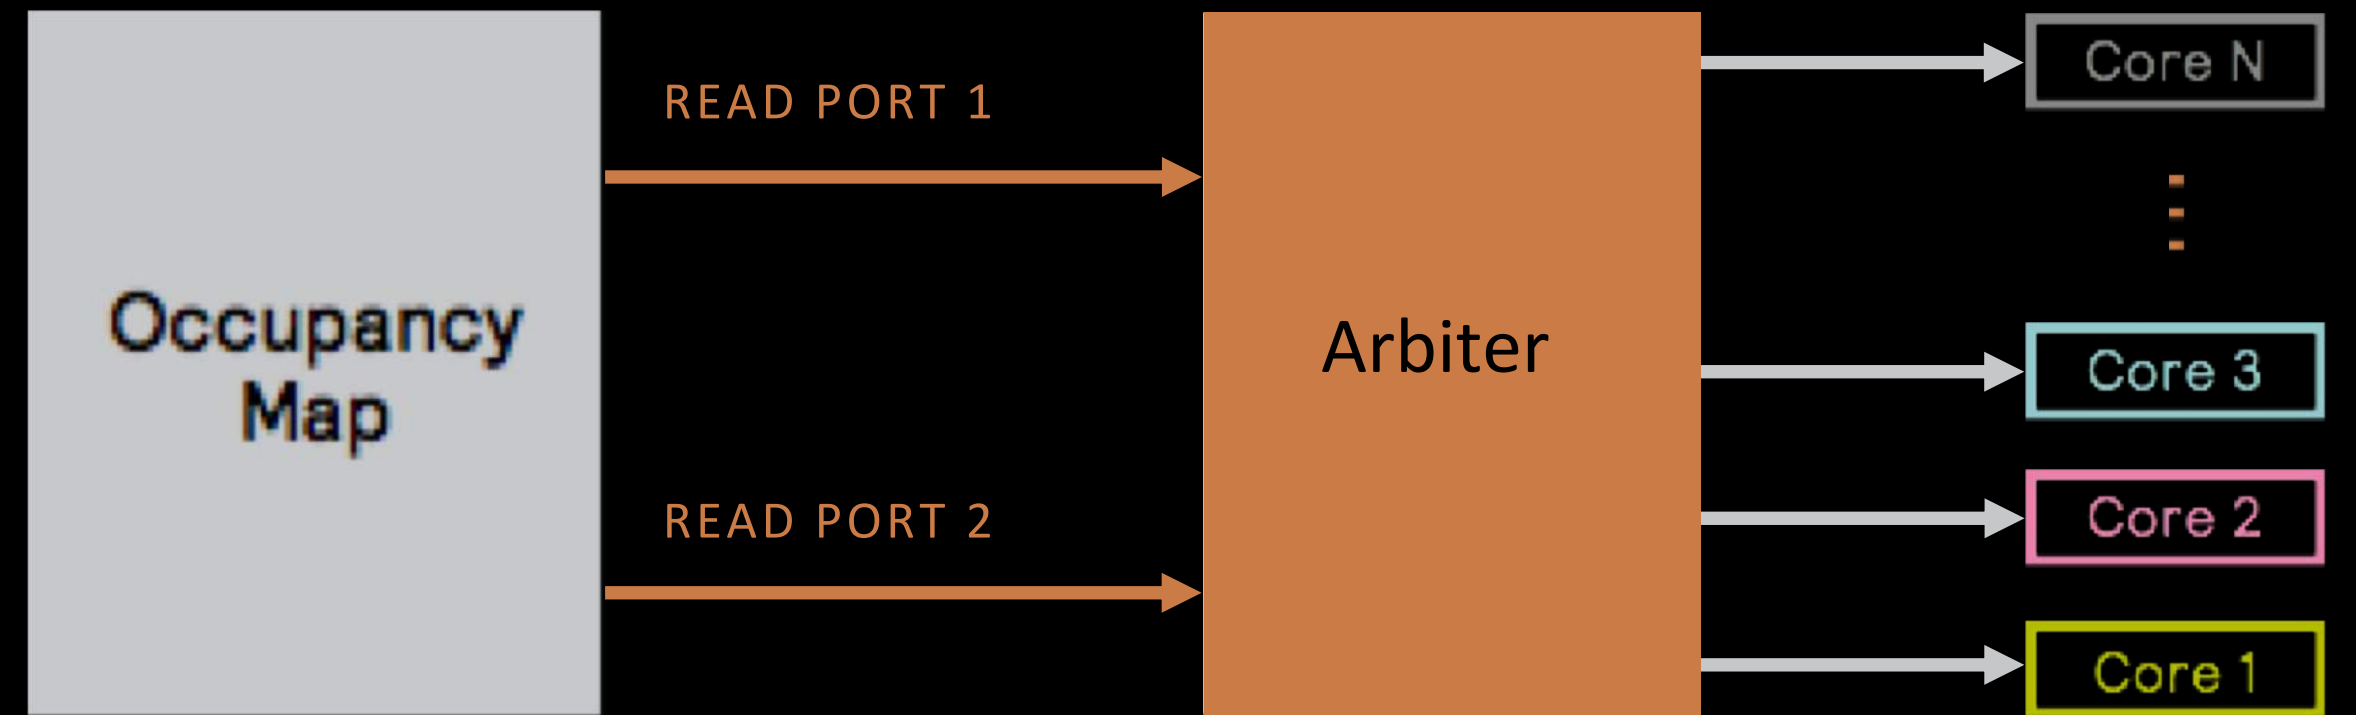 Occupancy
Map
READ PORT 1
READ PORT 2
Arbiter
Core N
Core 3
Core 2
Core 1